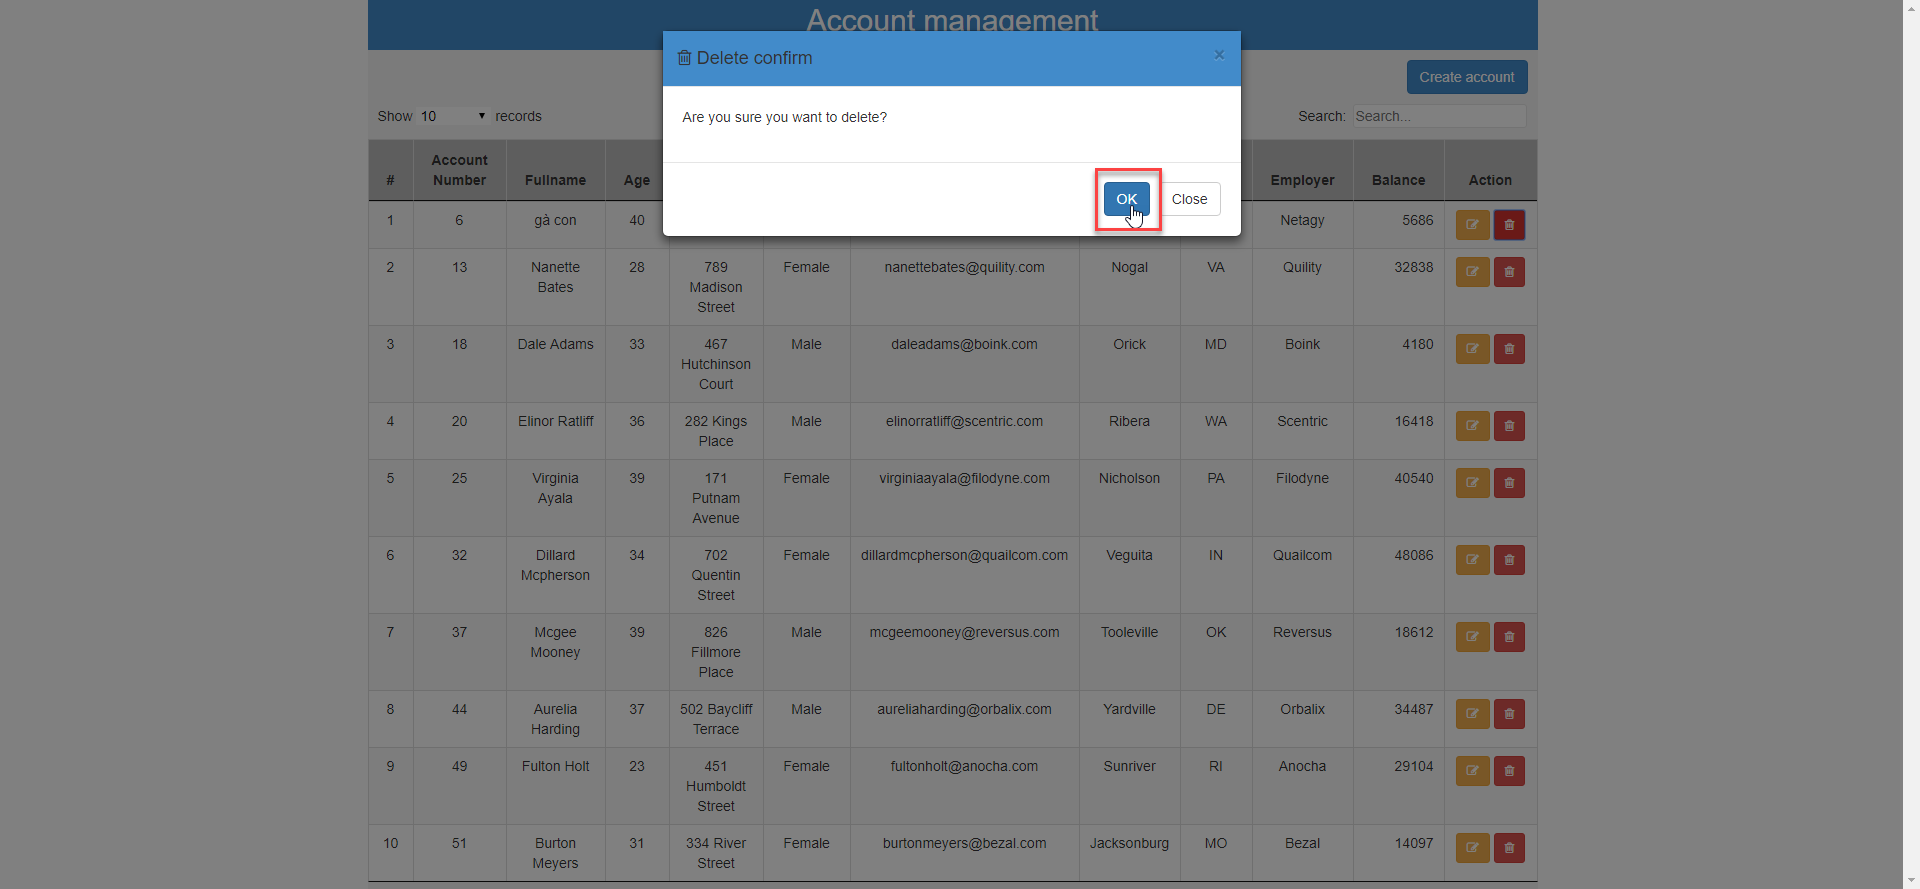 Account management
Delete confirm ×
Create account
Are you sure you want to delete?
Show 10 records Search: Search...
OK Close
# Account Number Fullname Age Employer Balance Action
1 6 gà con 40 Netagy 5686
2 13 Nanette Bates 28 789 Madison Street Female nanettebates@quility.com Nogal VA Quility 32838
3 18 Dale Adams 33 467 Hutchinson Court Male daleadams@boink.com Orick MD Boink 4180
4 20 Elinor Ratliff 36 282 Kings Place Male elinorratliff@scentric.com Ribera WA Scentric 16418
5 25 Virginia Ayala 39 171 Putnam Avenue Female virginiaayala@filodyne.com Nicholson PA Filodyne 40540
6 32 Dillard Mcpherson 34 702 Quentin Street Female dillardmcpherson@quailcom.com Veguita IN Quailcom 48086
7 37 Mcgee Mooney 39 826 Fillmore Place Male mcgeemooney@reversus.com Tooleville OK Reversus 18612
8 44 Aurelia Harding 37 502 Baycliff Terrace Male aureliaharding@orbalix.com Yardville DE Orbalix 34487
9 49 Fulton Holt 23 451 Humboldt Street Female fultonholt@anocha.com Sunriver RI Anocha 29104
10 51 Burton Meyers 31 334 River Street Female burtonmeyers@bezal.com Jacksonburg MO Bezal 14097